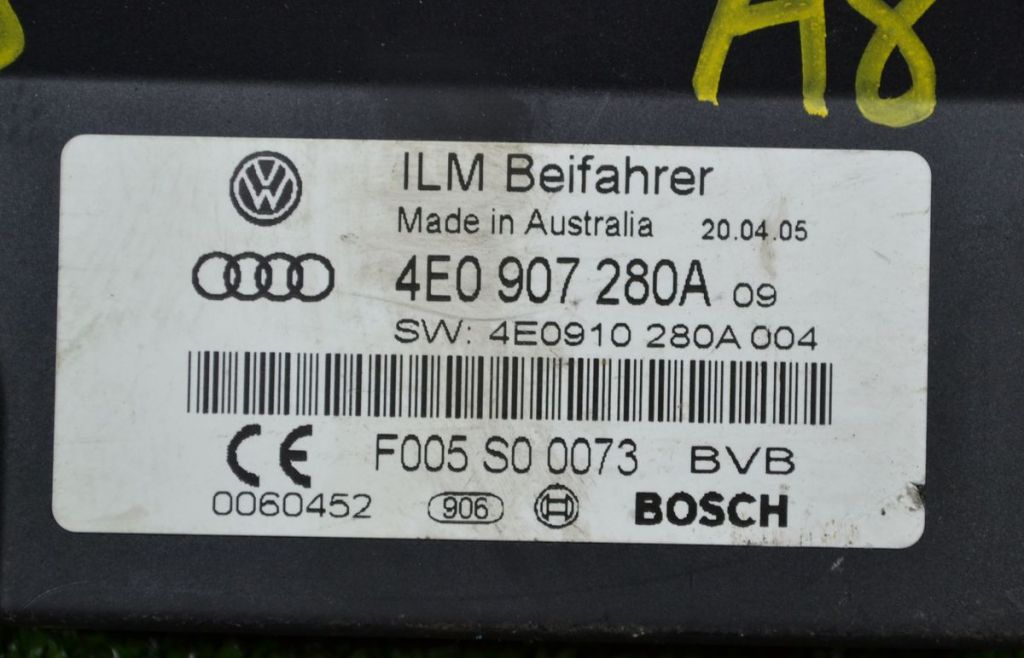 A8
ILM Beifahrer
Made in Australia 20.04.05
4E0 907 280A 09
SW: 4E0910 280A 004
CE F005 S0 0073 BVB
0060452 906 BOSCH